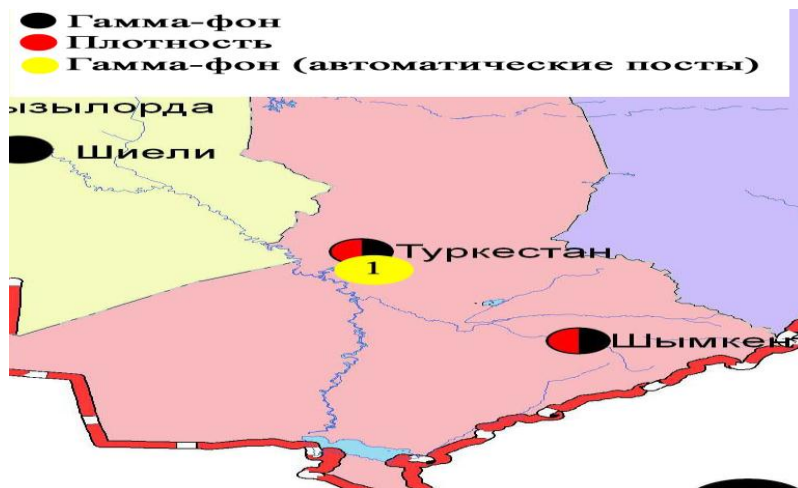 Гамма-фон
Плотность
Гамма-фон (автоматические посты)
ызылорда
Шиели
Туркестан
1
Шымкен